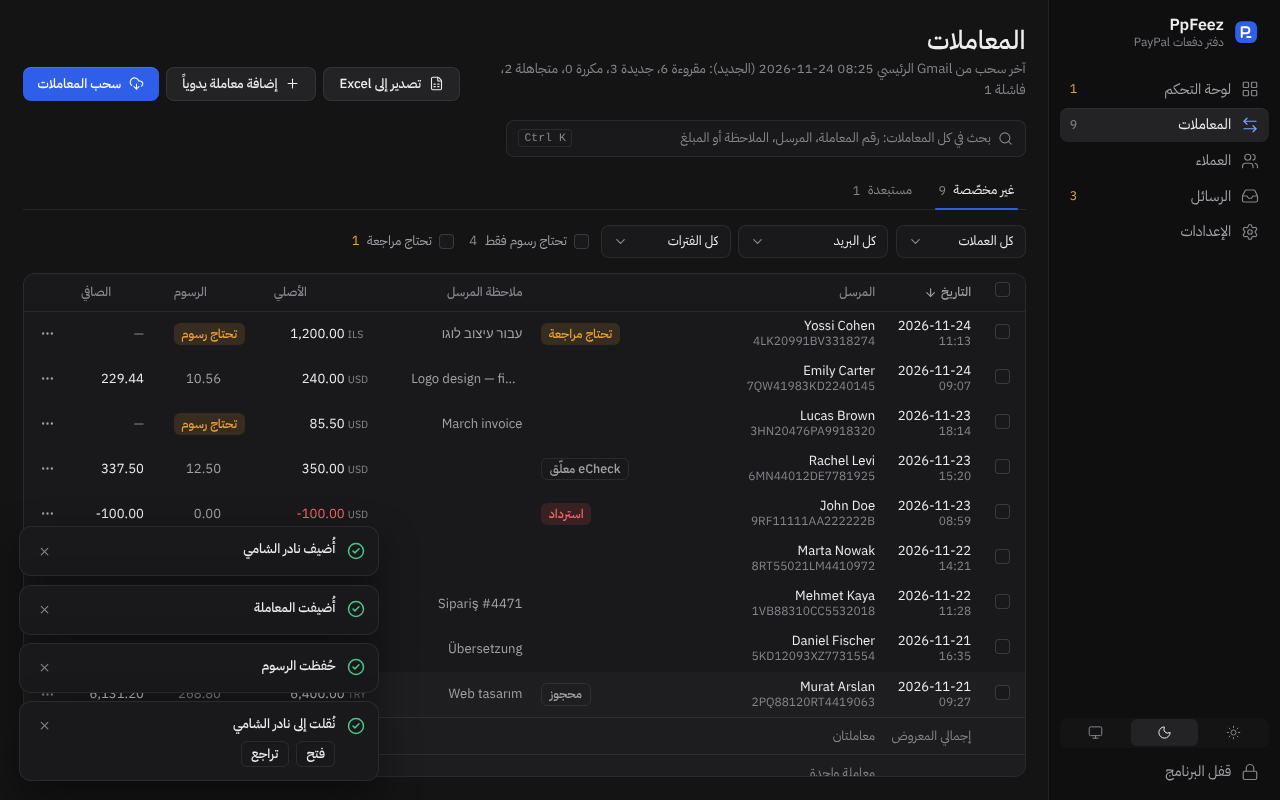 PpFeez
دفتر دفعات PayPal
لوحة التحكم 1
المعاملات 9
العملاء
الرسائل 3
الإعدادات
قفل البرنامج
المعاملات
آخر سحب من Gmail الرئيسي 08:25 24-11-2026 (الجديد): مقروءة 6، جديدة 3، مكررة 0، متجاهلة 2،
فاشلة 1
تصدير إلى Excel
إضافة معاملة يدوياً
سحب المعاملات
بحث في كل المعاملات: رقم المعاملة، المرسل، الملاحظة أو المبلغ Ctrl K
غير مخصّصة 9 مستبعدة 1
كل العملات كل البريد كل الفترات تحتاج رسوم فقط 4 تحتاج مراجعة 1
التاريخ المرسل ملاحظة المرسل الأصلي الرسوم الصافي
2026-11-24 Yossi Cohen تحتاج مراجعة עבור עיצוב לוגו 1,200.00 ILS تحتاج رسوم —
11:13 4LK20991BV3318274
2026-11-24 Emily Carter Logo design — fi... 240.00 USD 10.56 229.44
09:07 7QW41983KD2240145
2026-11-23 Lucas Brown March invoice 85.50 USD تحتاج رسوم —
18:14 3HN20476PA9918320
2026-11-23 Rachel Levi eCheck معلّق 350.00 USD 12.50 337.50
15:20 6MN44012DE7781925
2026-11-23 John Doe استرداد -100.00 USD 0.00 -100.00
08:59 9RF11111AA222222B
2026-11-22 Marta Nowak
14:21 8RT55021LM4410972
2026-11-22 Mehmet Kaya Sipariş #4471
11:28 1VB88310CC5532018
2026-11-21 Daniel Fischer Übersetzung
16:35 5KD12093XZ7731554
2026-11-21 Murat Arslan محجوز Web tasarım 6,400.00 TRY 268.80 6,131.20
09:27 2PQ88120RT4419063
إجمالي المعروض معاملتان
معاملة واحدة
أُضيف نادر الشامي
أُضيفت المعاملة
حُفظت الرسوم
نُقلت إلى نادر الشامي
فتح تراجع